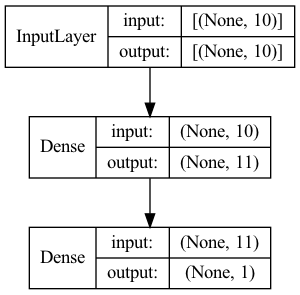 InputLayer
input: [(None, 10)]
output: [(None, 10)]
Dense
input: (None, 10)
output: (None, 11)
Dense
input: (None, 11)
output: (None, 1)